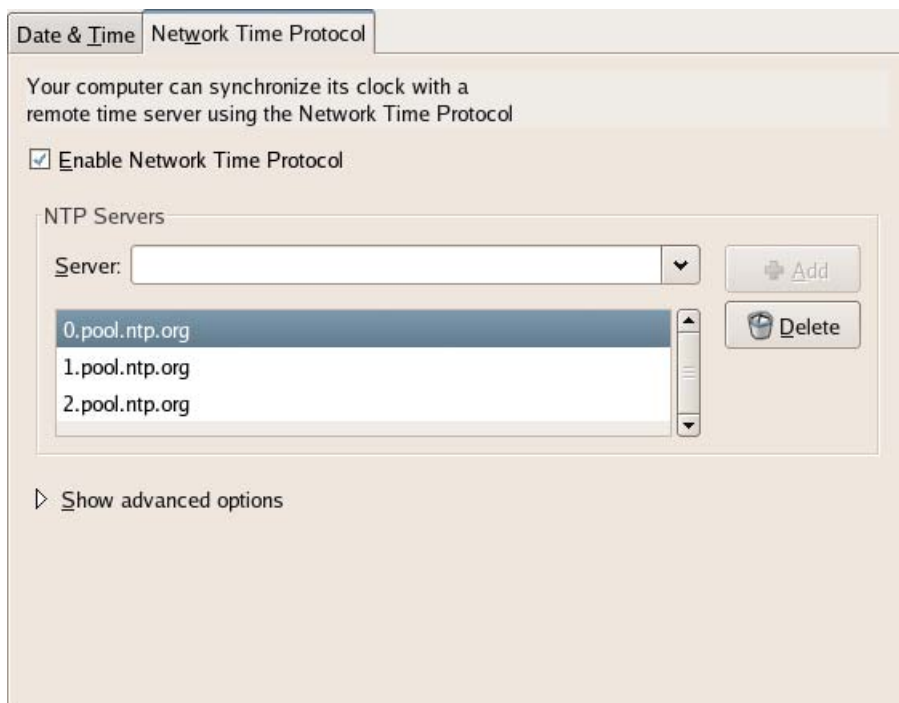 Date & Time
Network Time Protocol
Your computer can synchronize its clock with a
remote time server using the Network Time Protocol
Enable Network Time Protocol
NTP Servers
Server:
Add
0.pool.ntp.org
Delete
1.pool.ntp.org
2.pool.ntp.org
Show advanced options